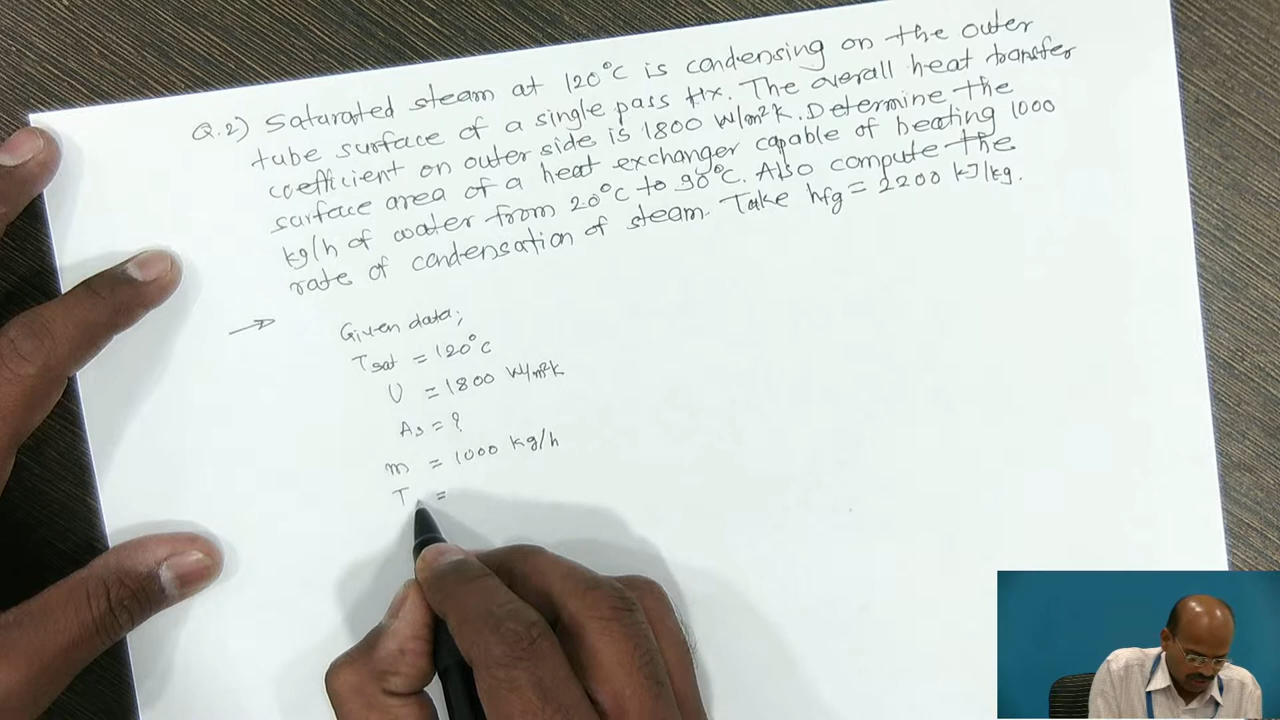 Q.2) Saturated steam at 120°C is condensing on the outer
tube surface of a single pass Hx. The overall heat transfer
coefficient on outer side is 1800 W/m²k. Determine the
surface area of a heat exchanger capable of heating 1000
kg/h of water from 20°C to 90°C. Also compute the
rate of condensation of steam. Take hfg = 2200 kJ/kg.
→ Given data;
Tsat = 120°C
U = 1800 W/m²k
As = ?
m = 1000 kg/h
T =